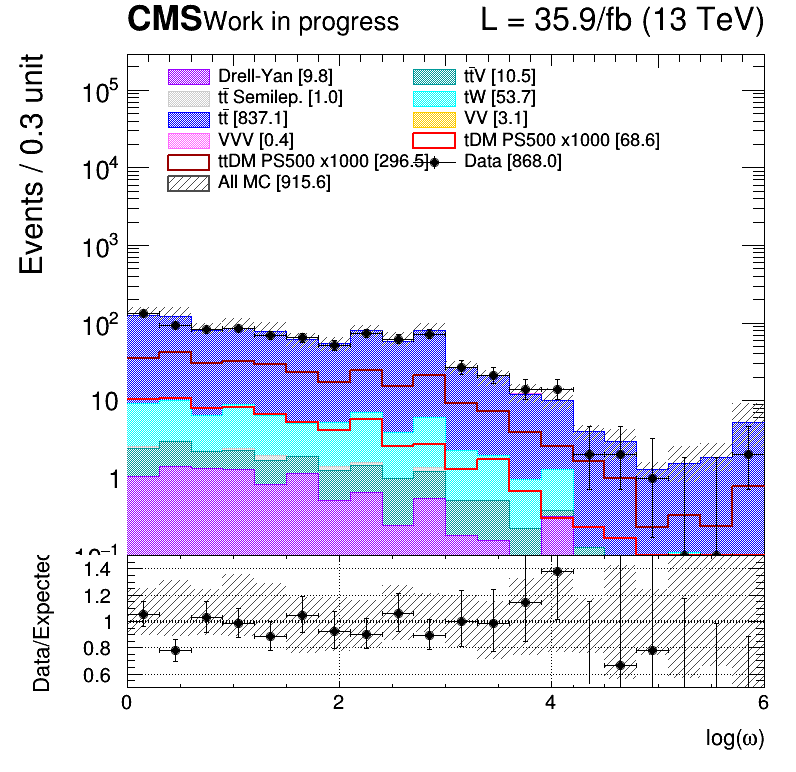 CMS Work in progress L = 35.9/fb (13 TeV)
Events / 0.3 unit
10⁵
10⁴
10³
10²
10
1
10⁻¹
Drell-Yan [9.8] tt̄V [10.5]
tt̄ Semilep. [1.0] tW [53.7]
tt̄ [837.1] VV [3.1]
VVV [0.4] tDM PS500 x1000 [68.6]
ttDM PS500 x1000 [296.5] Data [868.0]
All MC [915.6]
Data/Expected
1.4
1.2
1
0.8
0.6
0 2 4 6
log(ω)